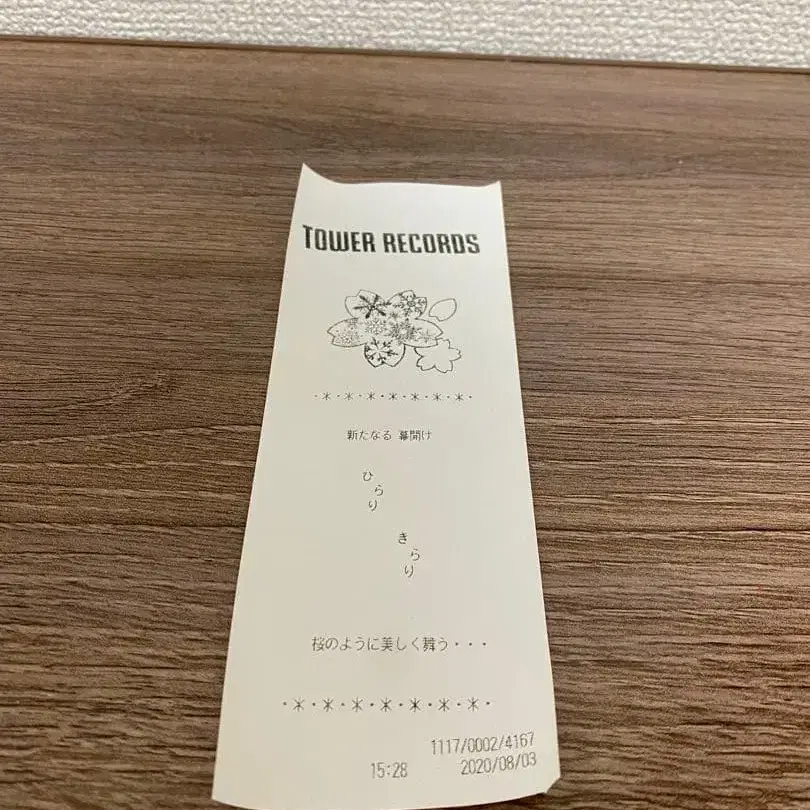 TOWER RECORDS
・*・*・*・*・*・*・*・
新たなる 幕開け
ひらり
きらり
桜のように美しく舞う・・・
・*・*・*・*・*・*・*・
1117/0002/4167
15:28 2020/08/03